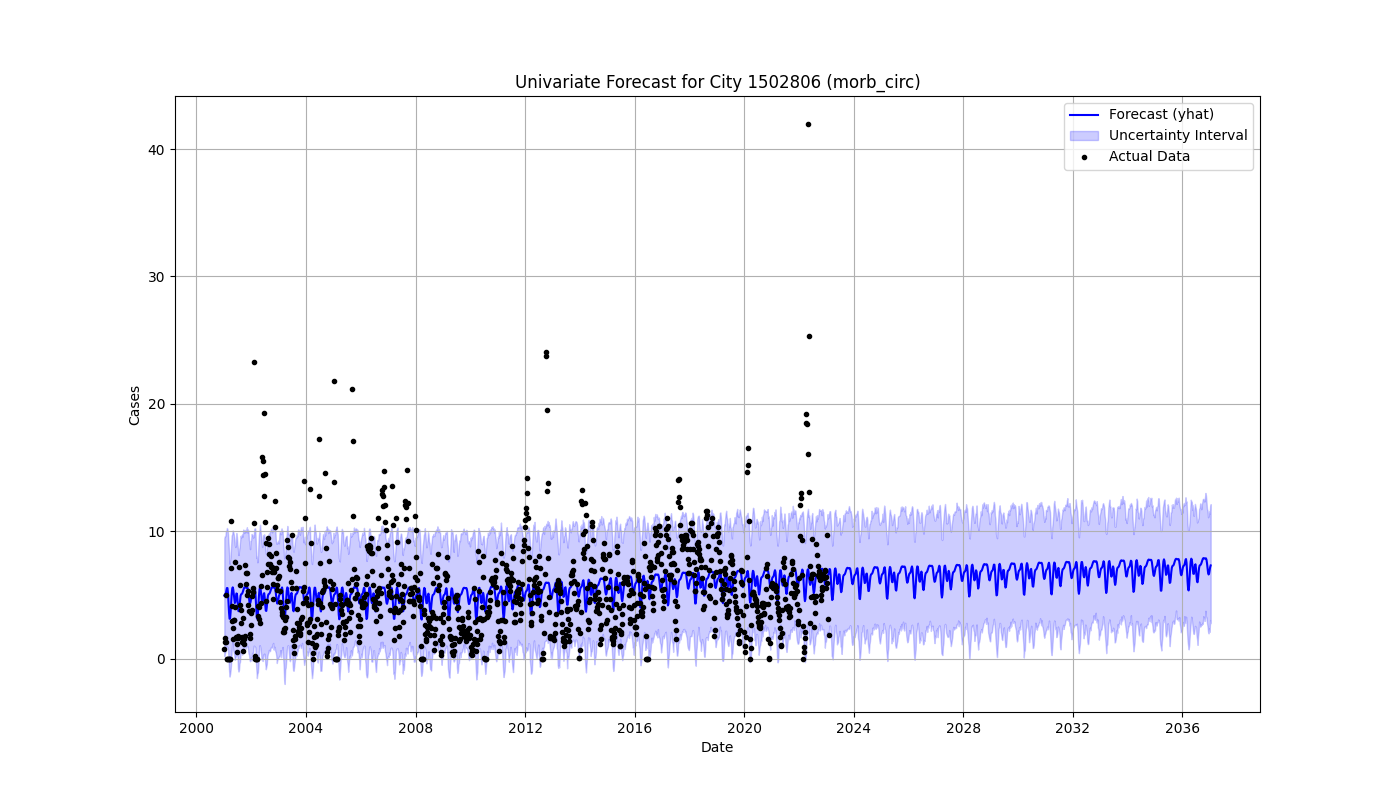 Univariate Forecast for City 1502806 (morb_circ)
Forecast (yhat)
Uncertainty Interval
Actual Data
Cases
40
30
20
10
0
2000 2004 2008 2012 2016 2020 2024 2028 2032 2036
Date